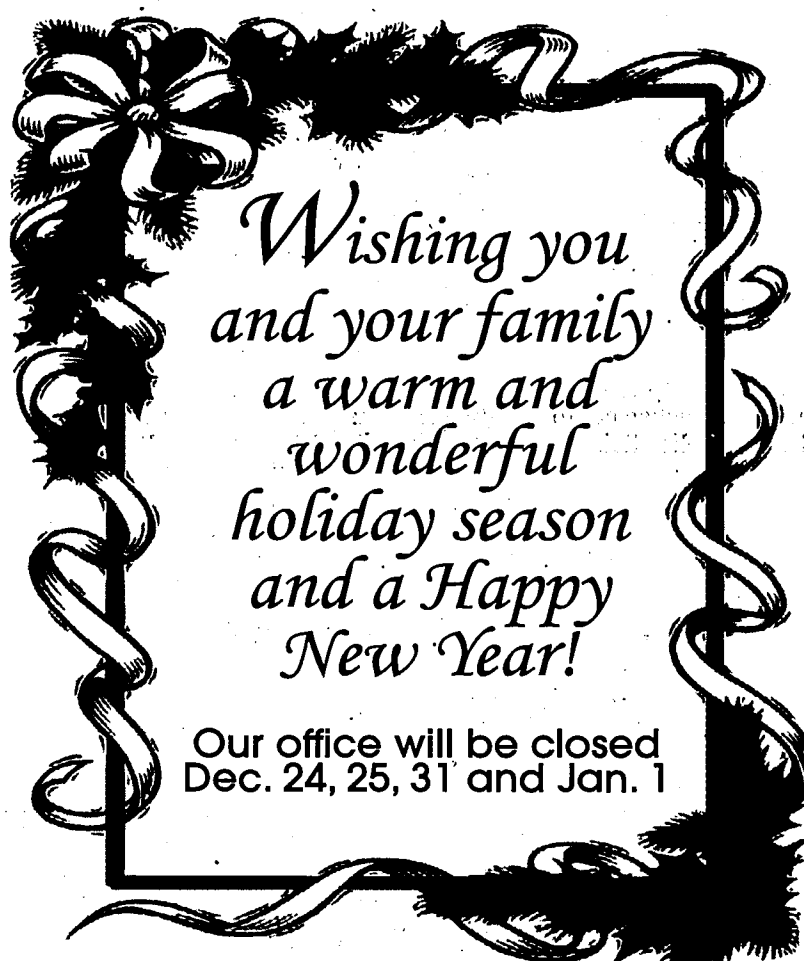 Wishing you
and your family
a warm and
wonderful
holiday season
and a Happy
New Year!
Our office will be closed
Dec. 24, 25, 31 and Jan. 1